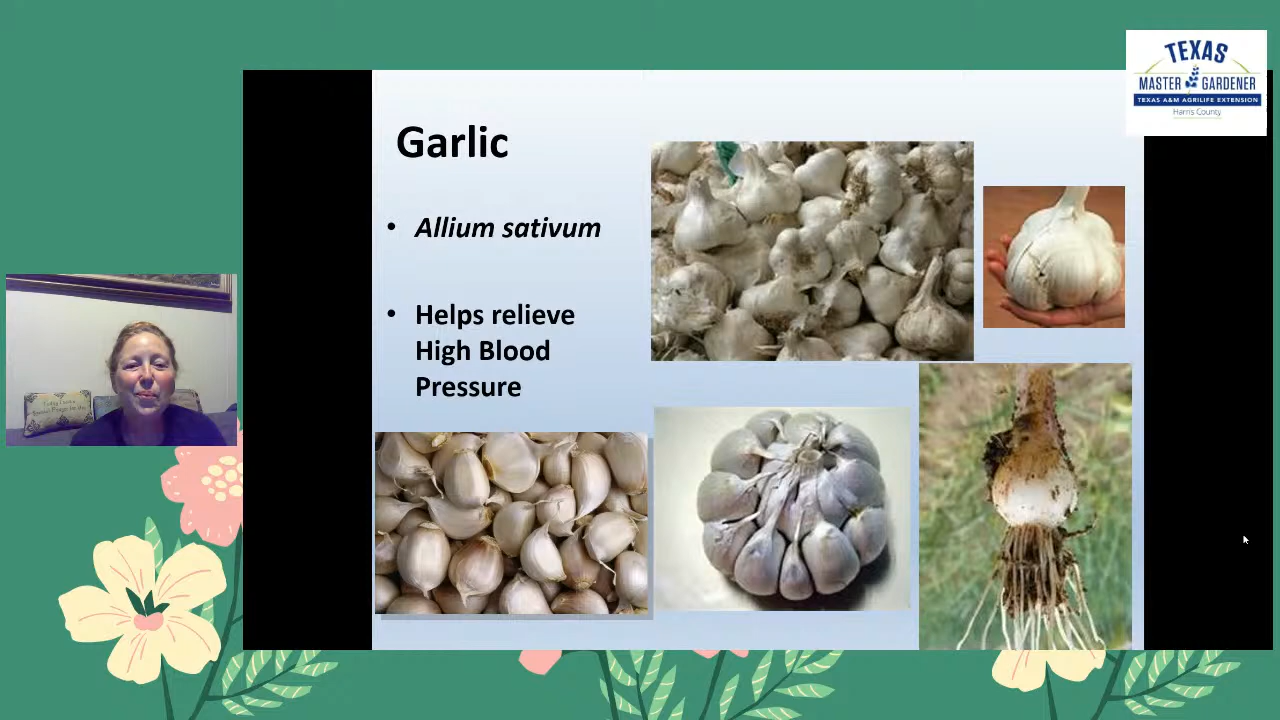 Garlic
• Allium sativum
• Helps relieve
High Blood
Pressure
TEXAS
MASTER GARDENER
TEXAS A&M AGRILIFE EXTENSION
Harris County